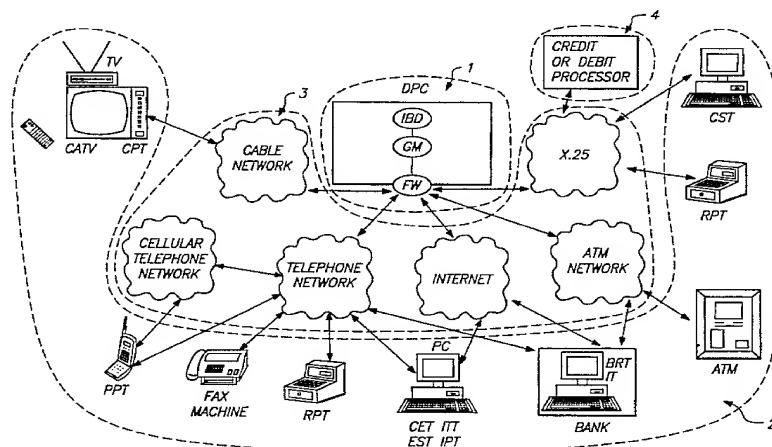 TV
CATV CPT
3
CABLE
NETWORK
DPC
1
IBD
GM
FW
4
CREDIT
OR DEBIT
PROCESSOR
X.25
CST
RPT
CELLULAR
TELEPHONE
NETWORK
TELEPHONE
NETWORK
INTERNET
ATM
NETWORK
PPT
FAX
MACHINE
RPT
PC
CET ITT
EST IPT
BRT
IT
BANK
ATM
2